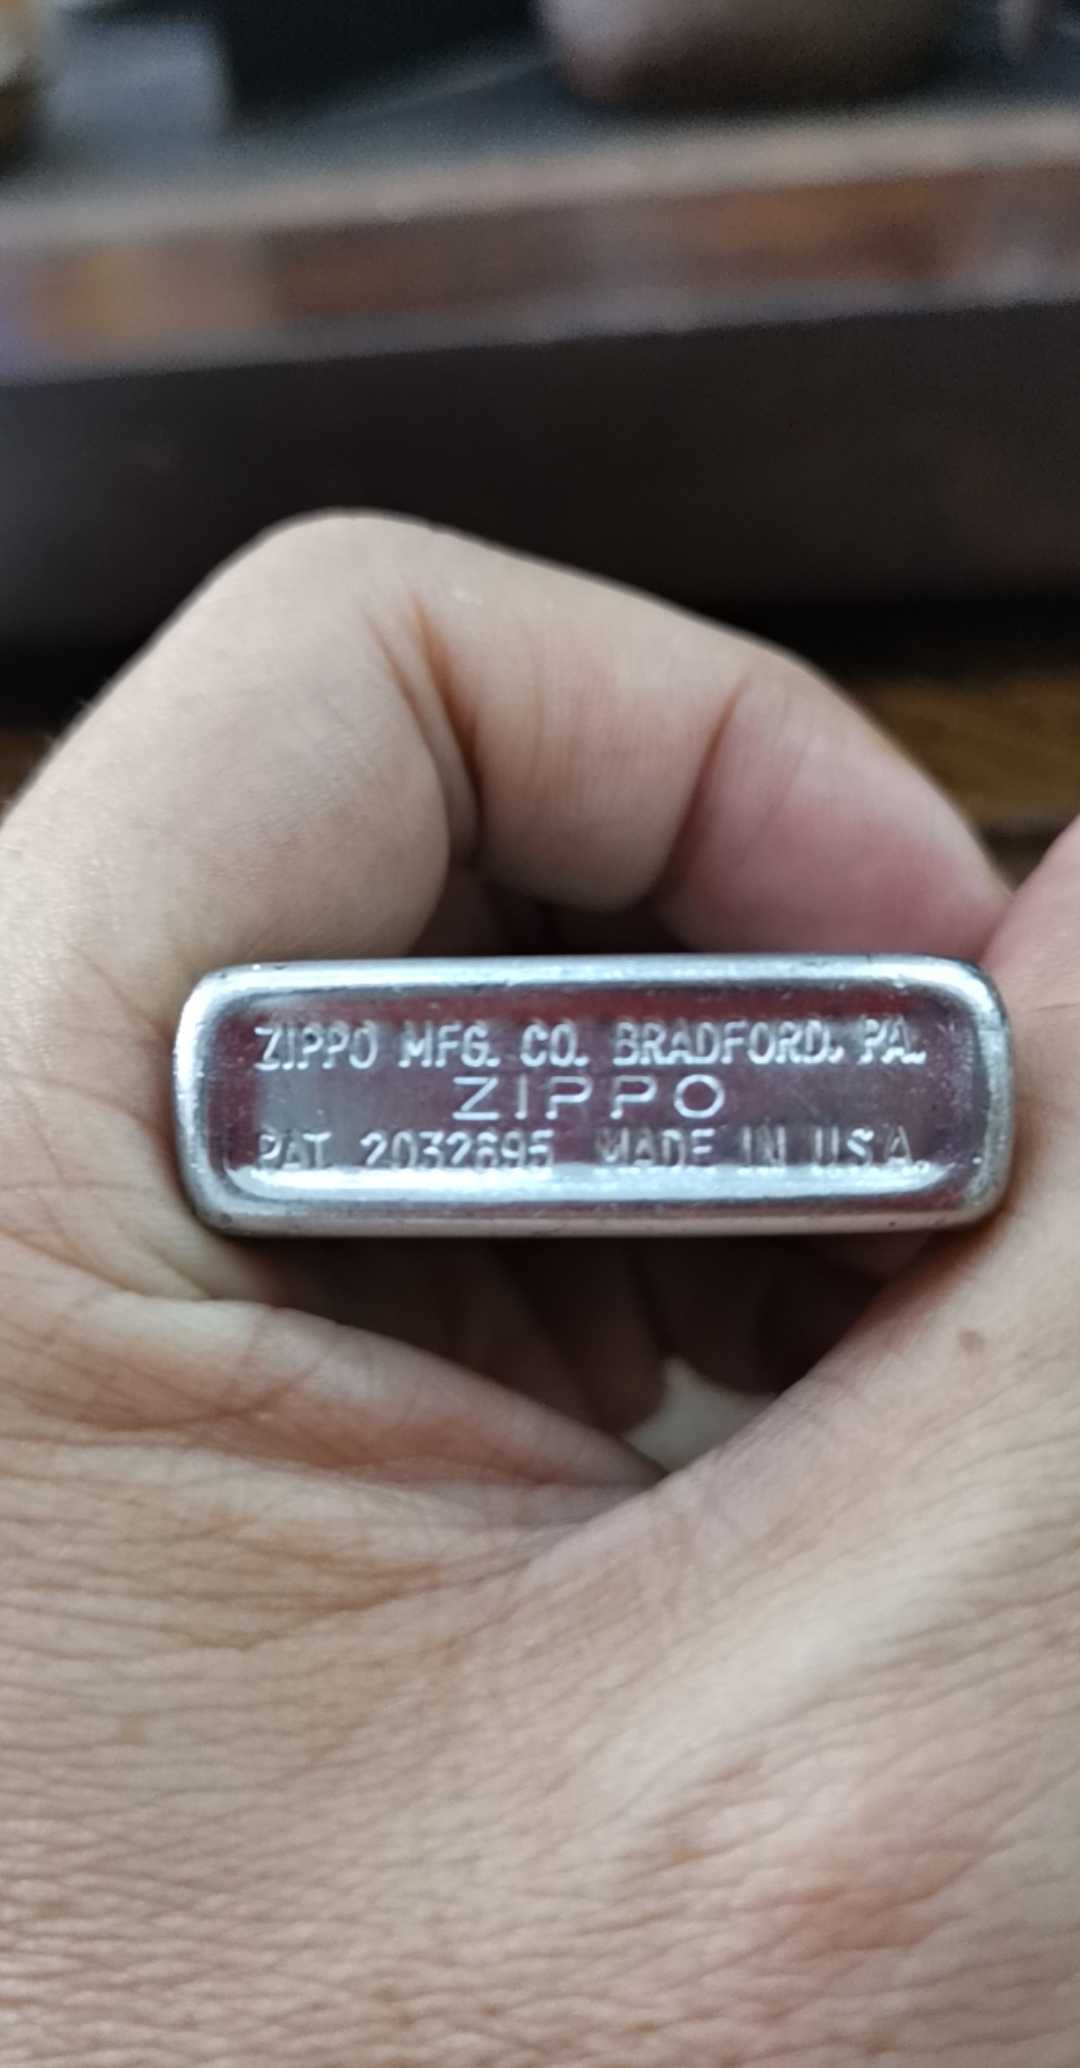 ZIPPO MFG. CO. BRADFORD. PA.
ZIPPO
PAT. 2032695 MADE IN U.S.A.